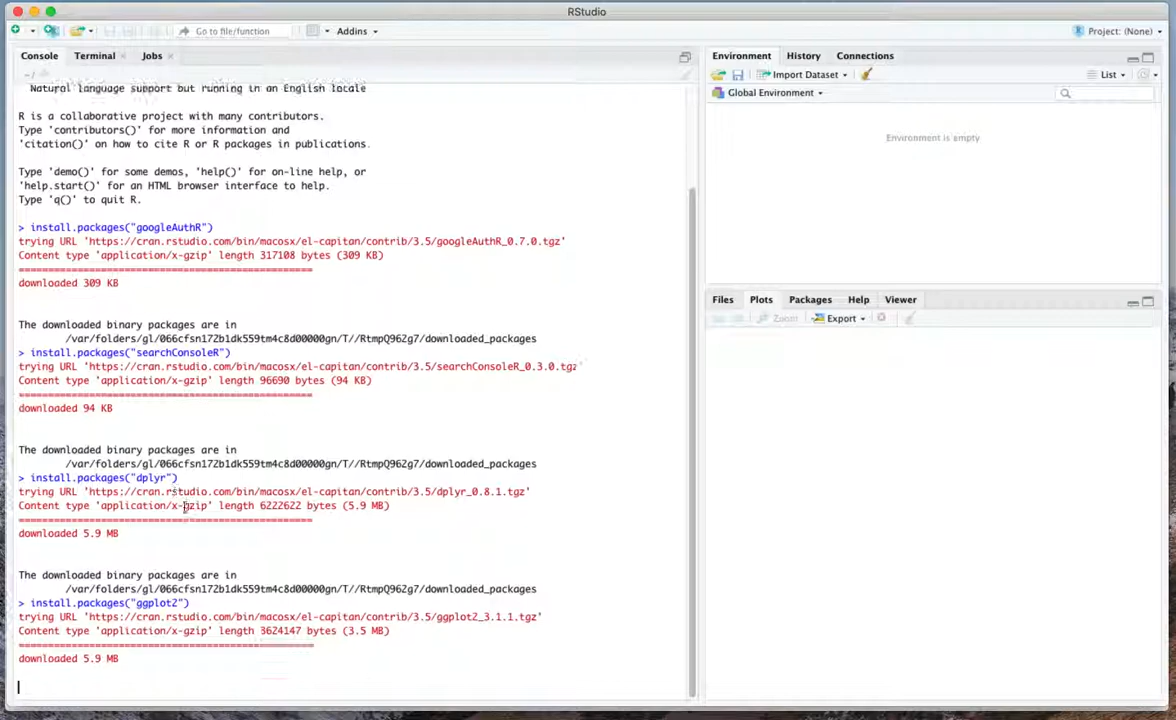 RStudio
Go to file/function
Addins
Project: (None)
Console Terminal Jobs
~/
Natural language support but running in an English locale
R is a collaborative project with many contributors.
Type 'contributors()' for more information and
'citation()' on how to cite R or R packages in publications.
Type 'demo()' for some demos, 'help()' for on-line help, or
'help.start()' for an HTML browser interface to help.
Type 'q()' to quit R.
> install.packages("googleAuthR")
trying URL 'https://cran.rstudio.com/bin/macosx/el-capitan/contrib/3.5/googleAuthR_0.7.0.tgz'
Content type 'application/x-gzip' length 317108 bytes (309 KB)
==================================================
downloaded 309 KB
The downloaded binary packages are in
/var/folders/gl/066cfsn172b1dk559tm4c8d00000gn/T//RtmpQ96Zg7/downloaded_packages
> install.packages("searchConsoleR")
trying URL 'https://cran.rstudio.com/bin/macosx/el-capitan/contrib/3.5/searchConsoleR_0.3.0.tgz'
Content type 'application/x-gzip' length 96690 bytes (94 KB)
==================================================
downloaded 94 KB
The downloaded binary packages are in
/var/folders/gl/066cfsn172b1dk559tm4c8d00000gn/T//RtmpQ96Zg7/downloaded_packages
> install.packages("dplyr")
trying URL 'https://cran.rstudio.com/bin/macosx/el-capitan/contrib/3.5/dplyr_0.8.1.tgz'
Content type 'application/x-gzip' length 6222622 bytes (5.9 MB)
==================================================
downloaded 5.9 MB
The downloaded binary packages are in
/var/folders/gl/066cfsn172b1dk559tm4c8d00000gn/T//RtmpQ96Zg7/downloaded_packages
> install.packages("ggplot2")
trying URL 'https://cran.rstudio.com/bin/macosx/el-capitan/contrib/3.5/ggplot2_3.1.1.tgz'
Content type 'application/x-gzip' length 3624147 bytes (3.5 MB)
==================================================
downloaded 5.9 MB
Environment History Connections
Import Dataset
List
Global Environment
Environment is empty
Files Plots Packages Help Viewer
Zoom Export